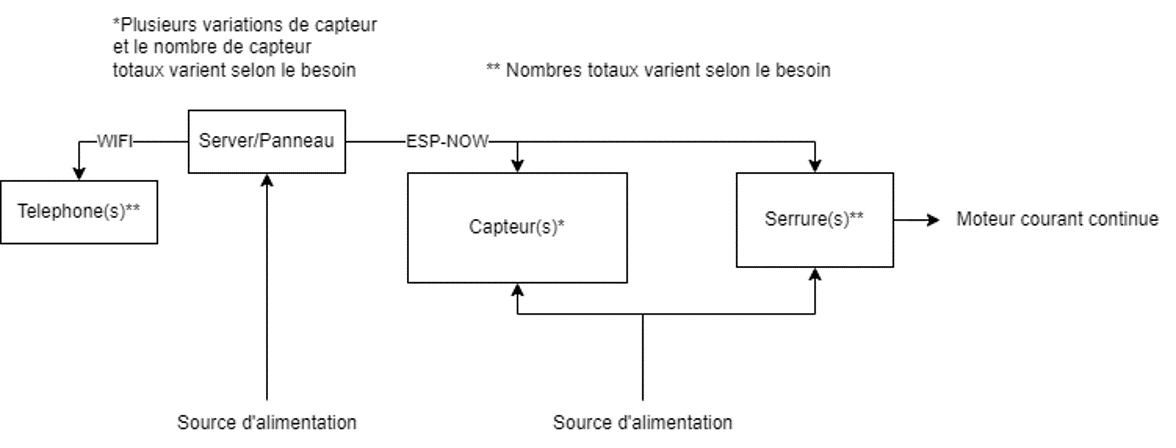 *Plusieurs variations de capteur
et le nombre de capteur
totaux varient selon le besoin
** Nombres totaux varient selon le besoin
WIFI
Server/Panneau
ESP-NOW
Telephone(s)**
Capteur(s)*
Serrure(s)**
Moteur courant continue
Source d'alimentation
Source d'alimentation